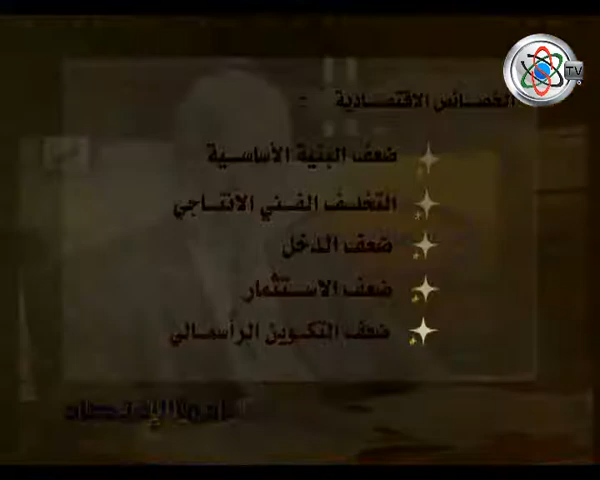 الخصائص الاقتصادية :-
ضعف البنية الأساسية
التخلف الفني الانتاجي
ضعف الدخل
ضعف الاستثمار
ضعف التكوين الرأسمالي
TV